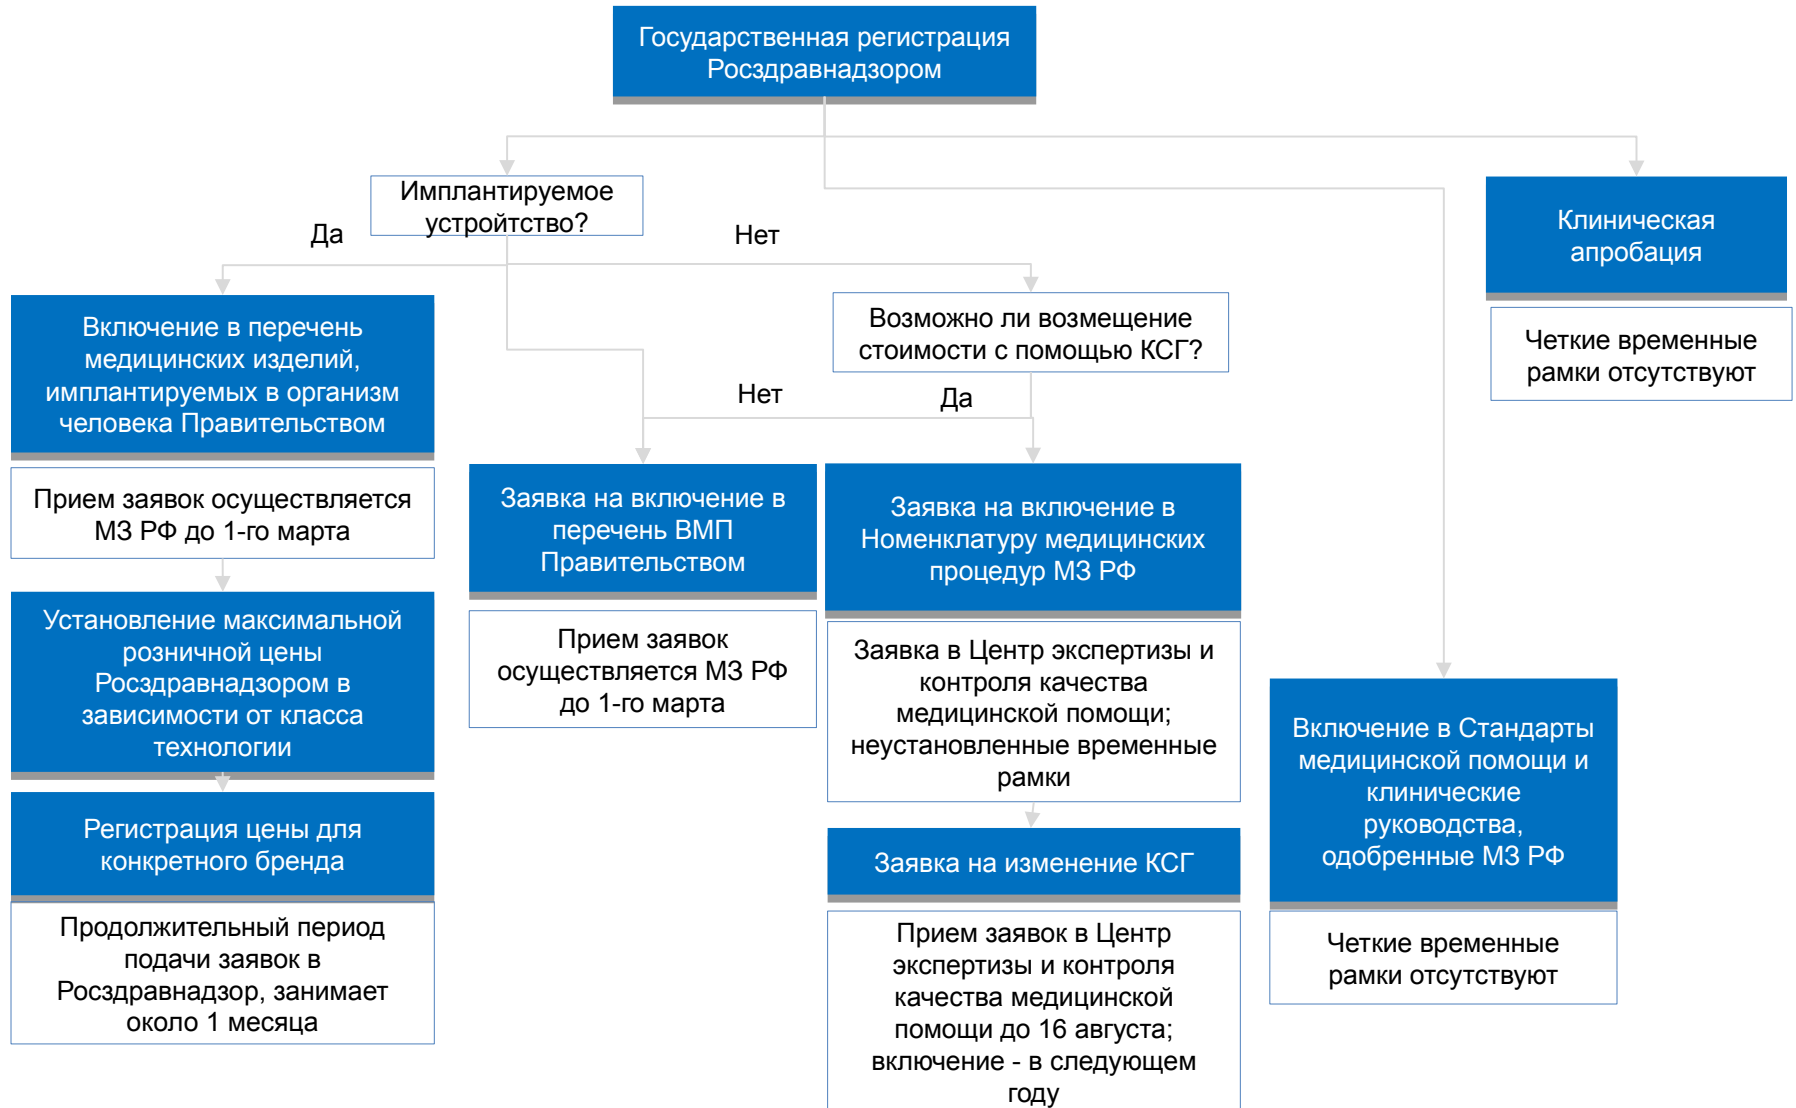 Государственная регистрация
Росздравнадзором
Имплантируемое
устройтство?
Да
Нет
Клиническая
апробация
Четкие временные
рамки отсутствуют
Включение в перечень
медицинских изделий,
имплантируемых в организм
человека Правительством
Прием заявок осуществляется
МЗ РФ до 1-го марта
Возможно ли возмещение
стоимости с помощью КСГ?
Нет
Да
Заявка на включение в
перечень ВМП
Правительством
Прием заявок
осуществляется МЗ РФ
до 1-го марта
Заявка на включение в
Номенклатуру медицинских
процедур МЗ РФ
Заявка в Центр экспертизы и
контроля качества
медицинской помощи;
неустановленные временные
рамки
Установление максимальной
розничной цены
Росздравнадзором в
зависимости от класса
технологии
Регистрация цены для
конкретного бренда
Продолжительный период
подачи заявок в
Росздравнадзор, занимает
около 1 месяца
Заявка на изменение КСГ
Прием заявок в Центр
экспертизы и контроля
качества медицинской
помощи до 16 августа;
включение - в следующем
году
Включение в Стандарты
медицинской помощи и
клинические
руководства,
одобренные МЗ РФ
Четкие временные
рамки отсутствуют